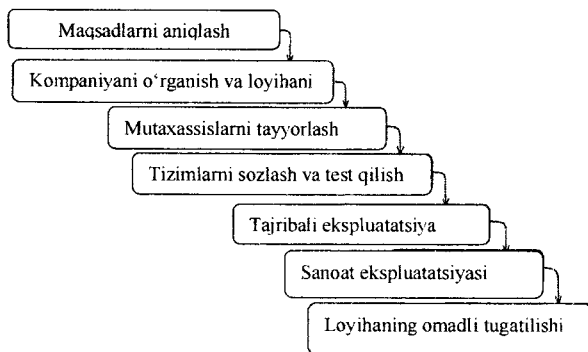 Maqsadlarni aniqlash
Kompaniyani o‘rganish va loyihani
Mutaxassislarni tayyorlash
Tizimlarni sozlash va test qilish
Tajribali ekspluatatsiya
Sanoat ekspluatatsiyasi
Loyihaning omadli tugatilishi